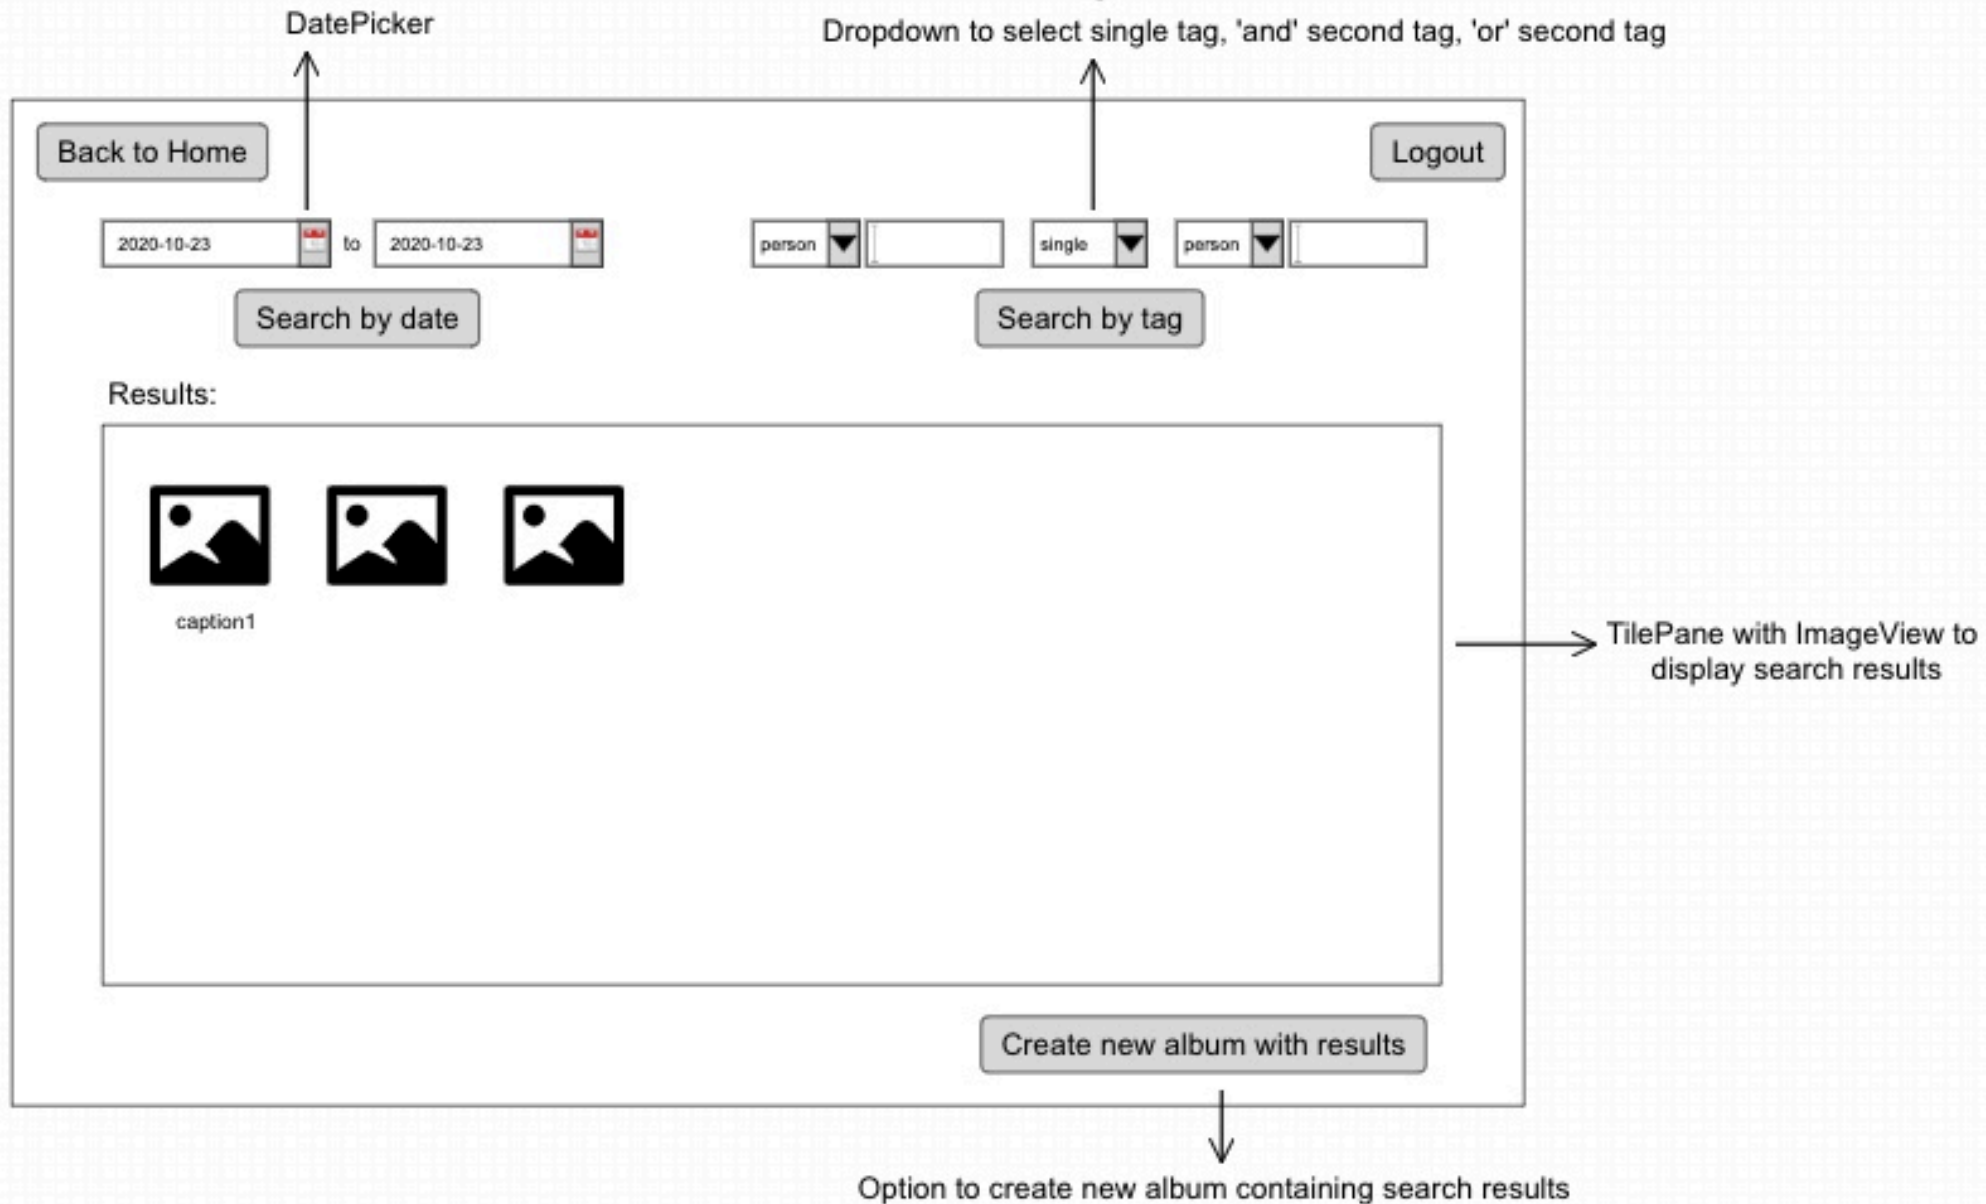 DatePicker
Dropdown to select single tag, 'and' second tag, 'or' second tag
Back to Home
Logout
2020-10-23 to 2020-10-23
person single person
Search by date
Search by tag
Results:
caption1
TilePane with ImageView to
display search results
Create new album with results
Option to create new album containing search results